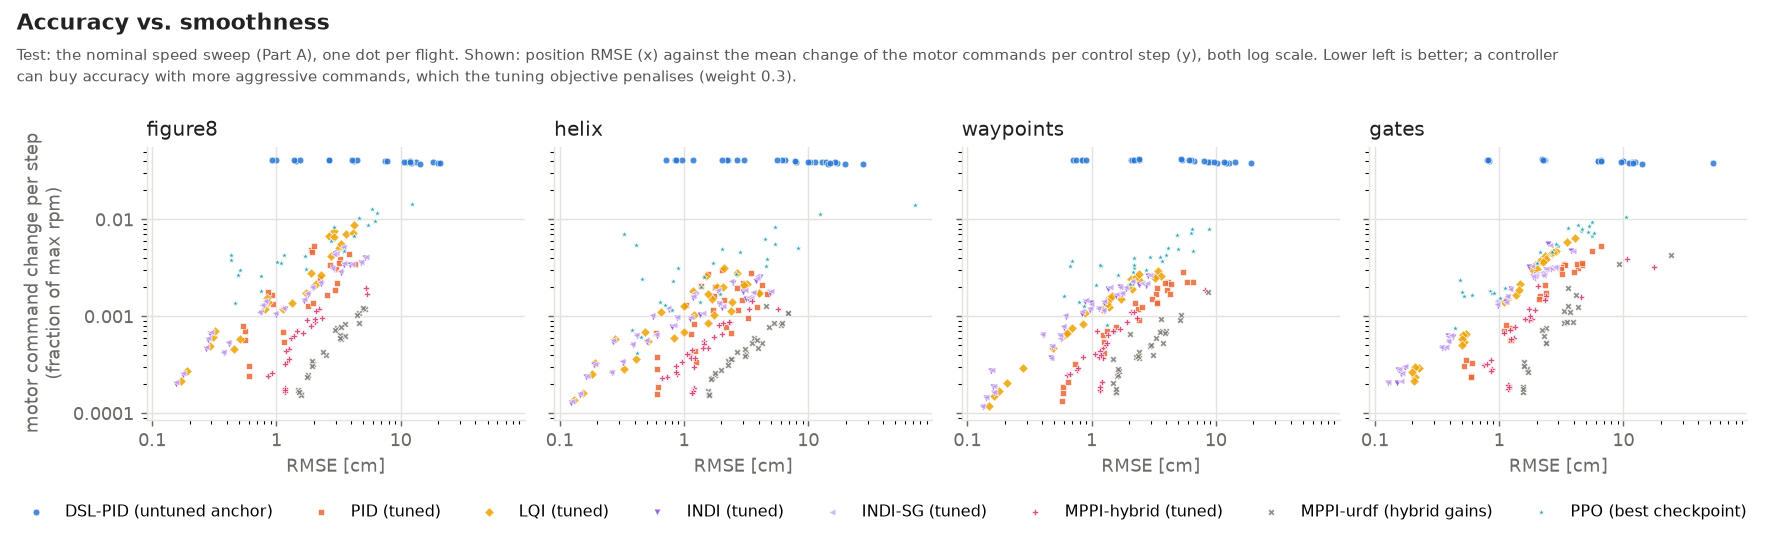 Accuracy vs. smoothness
Test: the nominal speed sweep (Part A), one dot per flight. Shown: position RMSE (x) against the mean change of the motor commands per control step (y), both log scale. Lower left is better; a controller
can buy accuracy with more aggressive commands, which the tuning objective penalises (weight 0.3).
figure8
helix
waypoints
gates
motor command change per step
(fraction of max rpm)
0.01
0.001
0.0001
0.1 1 10
0.1 1 10
0.1 1 10
0.1 1 10
RMSE [cm]
RMSE [cm]
RMSE [cm]
RMSE [cm]
DSL-PID (untuned anchor) PID (tuned) LQI (tuned) INDI (tuned) INDI-SG (tuned) MPPI-hybrid (tuned) MPPI-urdf (hybrid gains) PPO (best checkpoint)